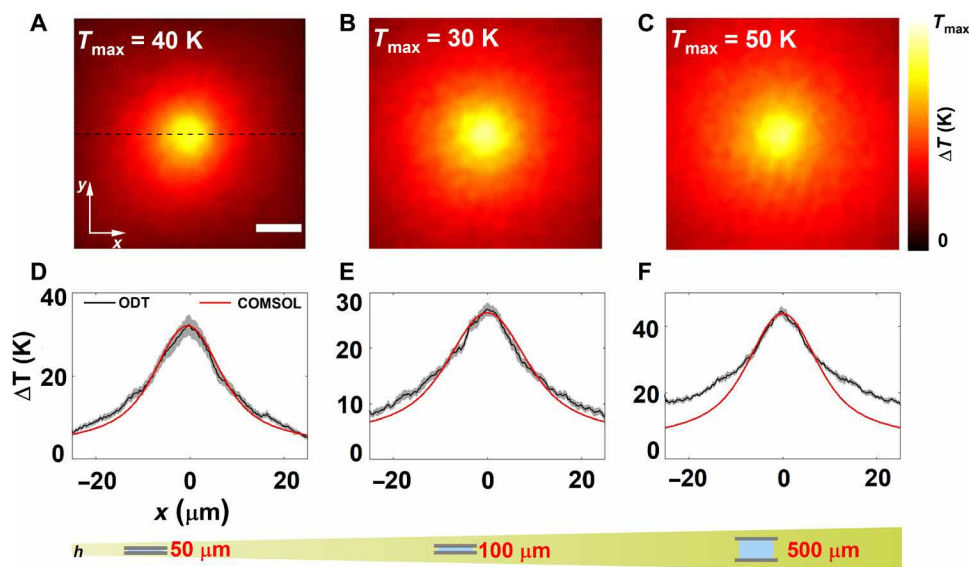 A
B
C
Tmax = 40 K
Tmax = 30 K
Tmax = 50 K
Tmax
ΔT (K)
0
y
x
D
E
F
ODT
COMSOL
ΔT (K)
40
20
0
30
20
10
0
40
20
0
−20
0
20
−20
0
20
−20
0
20
x (μm)
h
50 μm
100 μm
500 μm